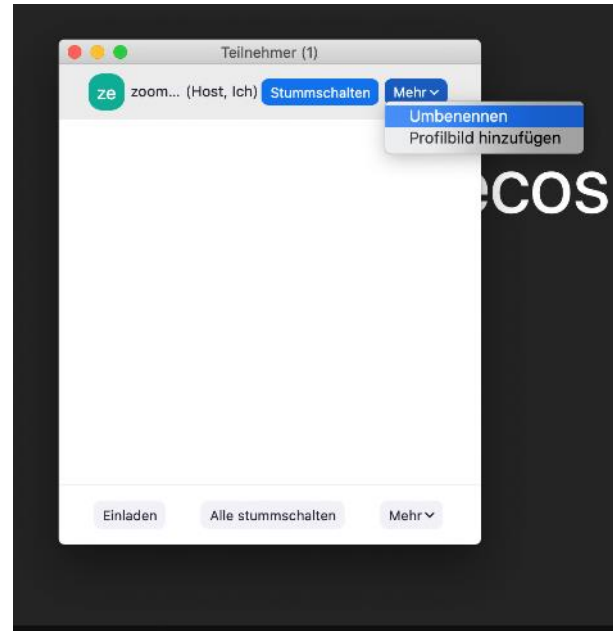 Teilnehmer (1)
ze zoom... (Host, Ich) Stummschalten Mehr
Umbenennen
Profilbild hinzufügen
ecos
Einladen Alle stummschalten Mehr